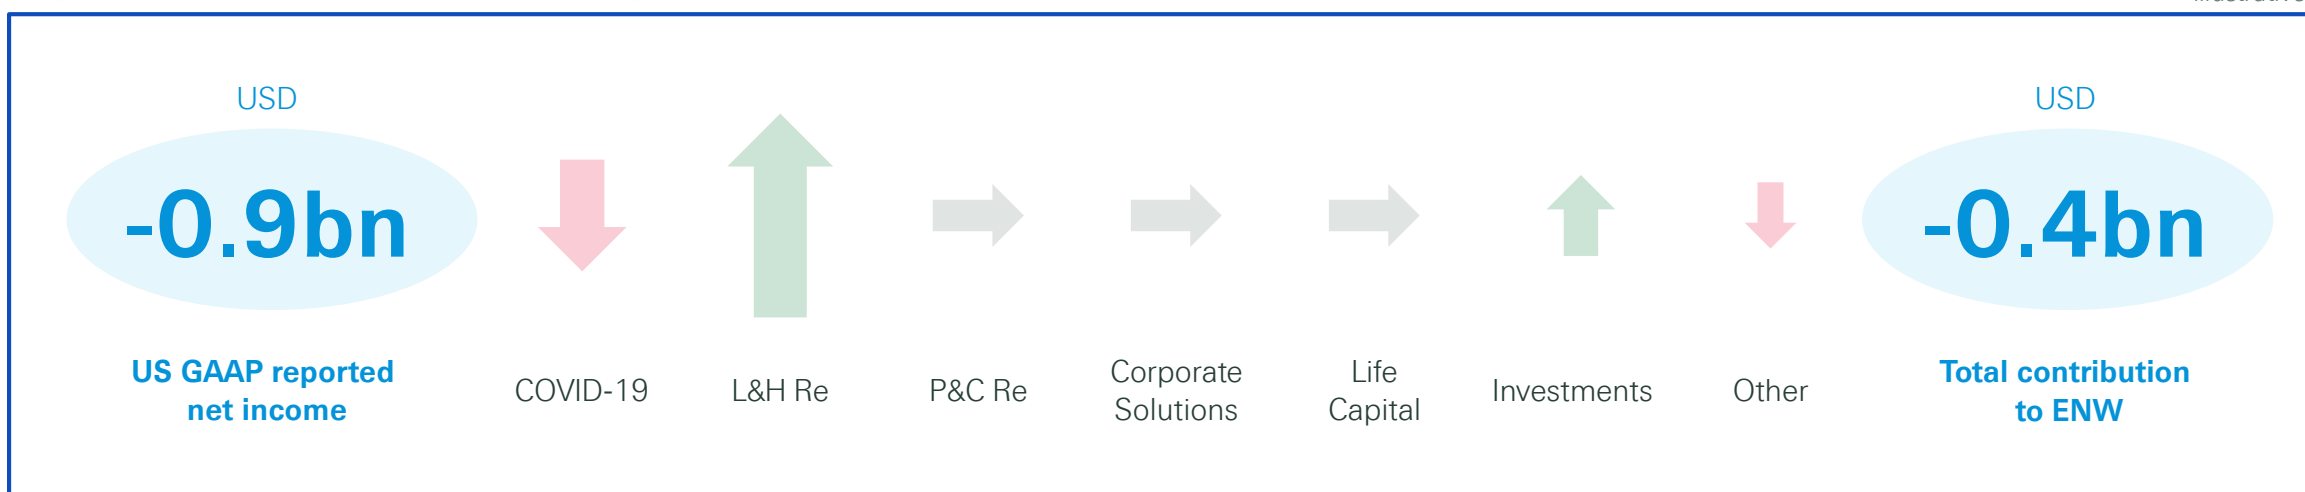 USD
-0.9bn
US GAAP reported
net income
COVID-19
L&H Re
P&C Re
Corporate
Solutions
Life
Capital
Investments
Other
USD
-0.4bn
Total contribution
to ENW